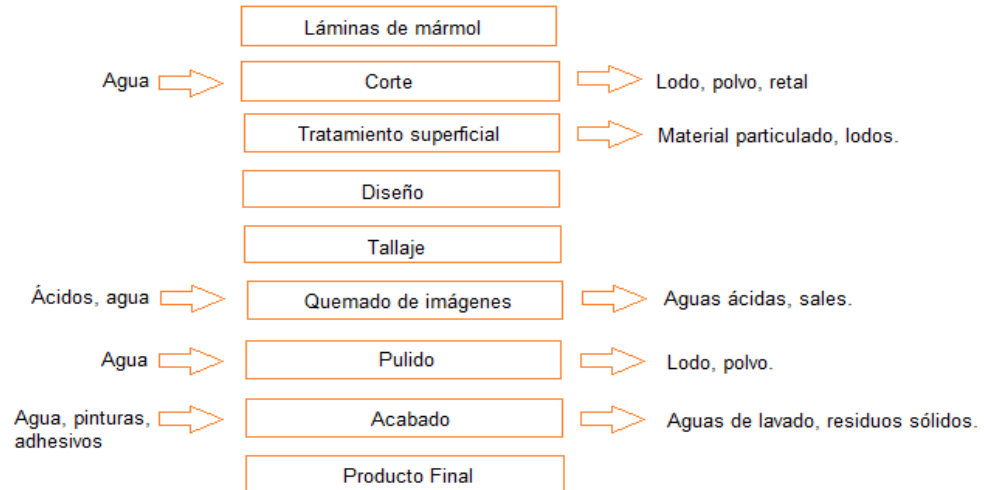 Láminas de mármol
Agua
Corte
Lodo, polvo, retal
Tratamiento superficial
Material particulado, lodos.
Diseño
Tallaje
Ácidos, agua
Quemado de imágenes
Aguas ácidas, sales.
Agua
Pulido
Lodo, polvo.
Agua, pinturas,
adhesivos
Acabado
Aguas de lavado, residuos sólidos.
Producto Final